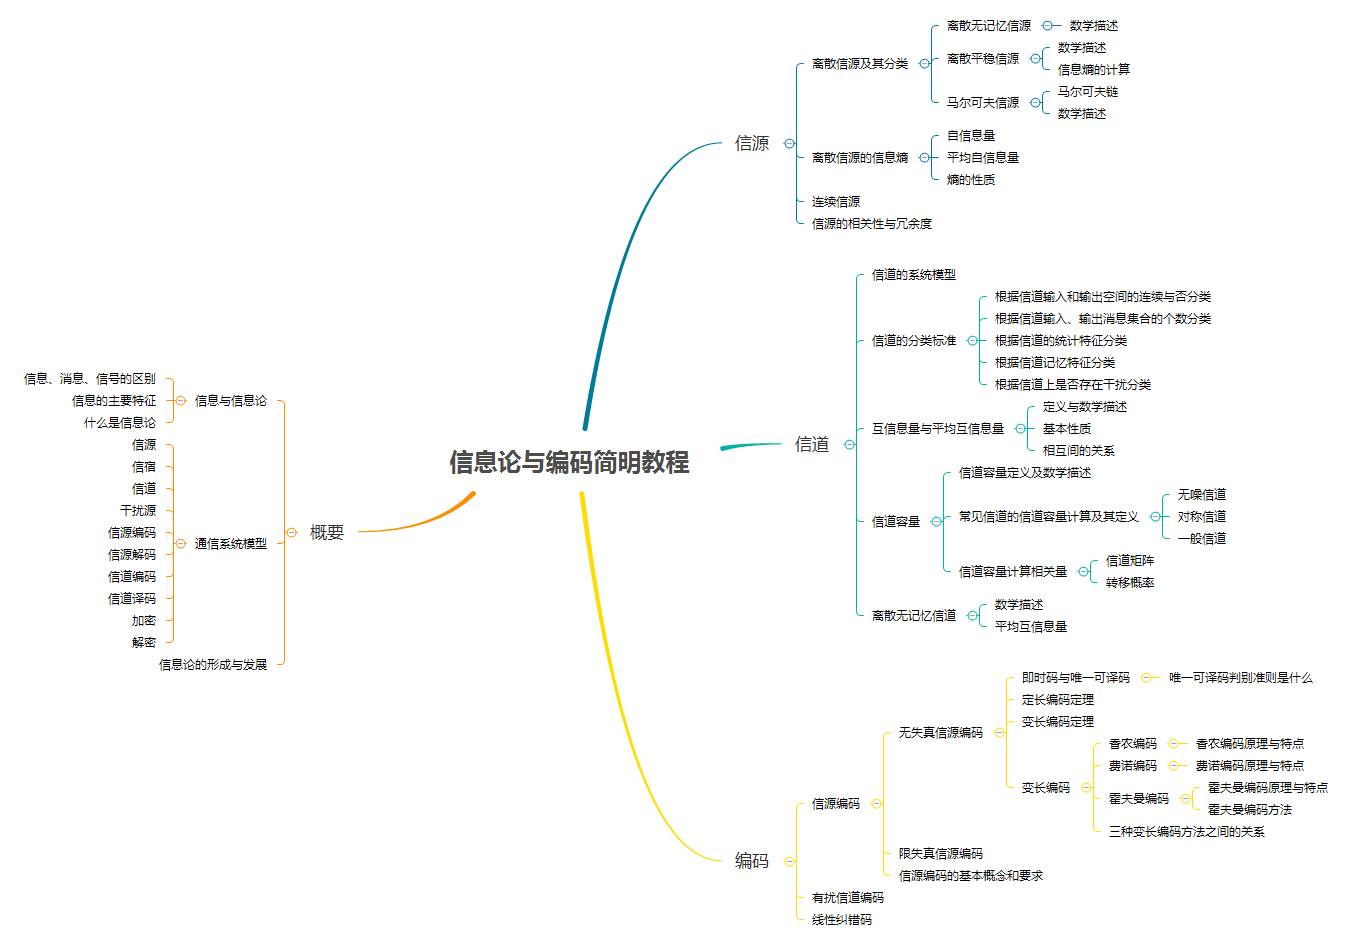 信息论与编码简明教程
信源
离散信源及其分类
离散无记忆信源
数学描述
离散平稳信源
数学描述
信息熵的计算
马尔可夫信源
马尔可夫链
数学描述
离散信源的信息熵
自信息量
平均自信息量
熵的性质
连续信源
信源的相关性与冗余度
信道
信道的系统模型
信道的分类标准
根据信道输入和输出空间的连续与否分类
根据信道输入、输出消息集合的个数分类
根据信道的统计特征分类
根据信道记忆特征分类
根据信道上是否存在干扰分类
互信息量与平均互信息量
定义与数学描述
基本性质
相互间的关系
信道容量
信道容量定义及数学描述
常见信道的信道容量计算及其定义
无噪信道
对称信道
一般信道
信道容量计算相关量
信道矩阵
转移概率
离散无记忆信道
数学描述
平均互信息量
编码
信源编码
无失真信源编码
即时码与唯一可译码
唯一可译码判别准则是什么
定长编码定理
变长编码定理
变长编码
香农编码
香农编码原理与特点
费诺编码
费诺编码原理与特点
霍夫曼编码
霍夫曼编码原理与特点
霍夫曼编码方法
三种变长编码方法之间的关系
限失真信源编码
信源编码的基本概念和要求
有扰信道编码
线性纠错码
概要
信息与信息论
信息、消息、信号的区别
信息的主要特征
什么是信息论
通信系统模型
信源
信宿
信道
干扰源
信源编码
信源解码
信道编码
信道译码
加密
解密
信息论的形成与发展